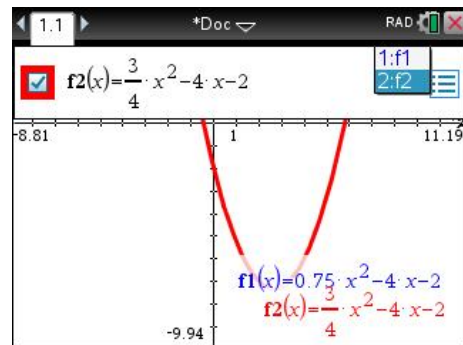 1.1 *Doc RAD
f2(x)=3/4·x²-4·x-2
1:f1
2:f2
-8.81 1 11.19
f1(x)=0.75·x²-4·x-2
f2(x)=3/4·x²-4·x-2
-9.94